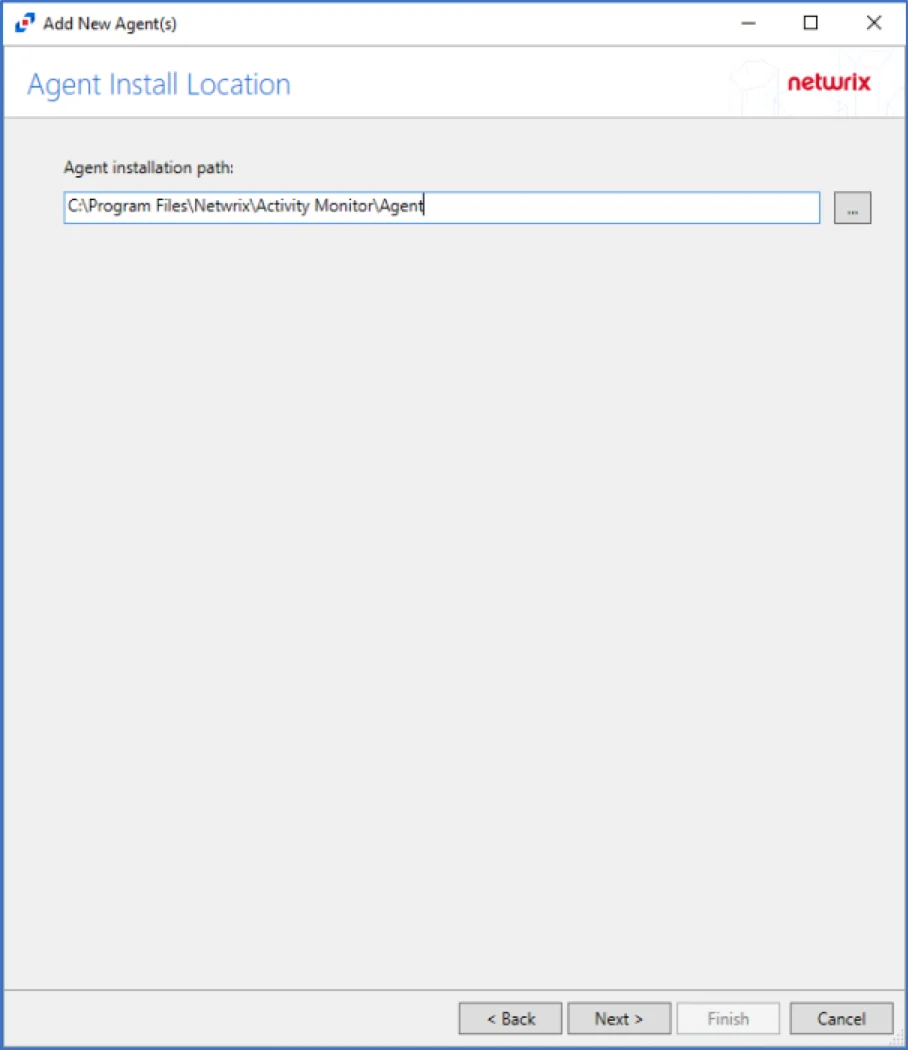 Add New Agent(s)
Agent Install Location
netwrix
Agent installation path:
C:\Program Files\Netwrix\Activity Monitor\Agent
...
< Back Next > Finish Cancel